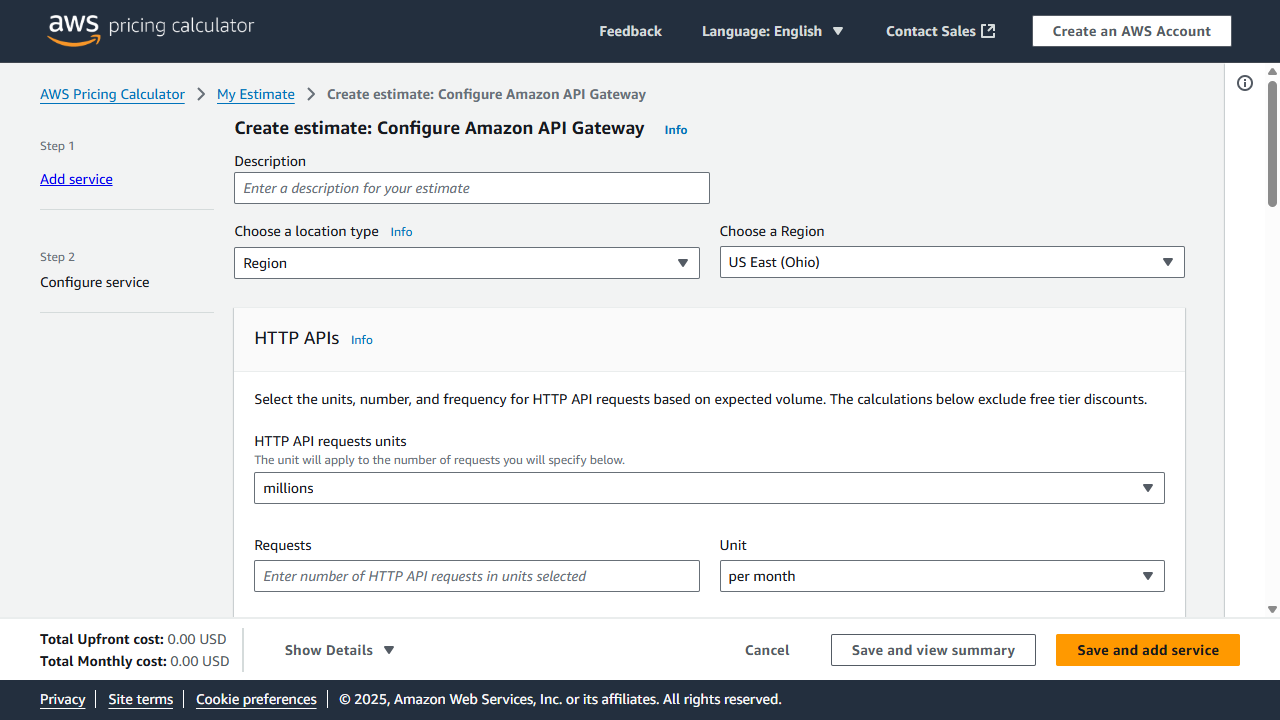 aws pricing calculator
Feedback
Language: English
Contact Sales
Create an AWS Account
AWS Pricing Calculator
My Estimate
Create estimate: Configure Amazon API Gateway
Step 1
Add service
Step 2
Configure service
Create estimate: Configure Amazon API Gateway Info
Description
Enter a description for your estimate
Choose a location type Info
Region
Choose a Region
US East (Ohio)
HTTP APIs Info
Select the units, number, and frequency for HTTP API requests based on expected volume. The calculations below exclude free tier discounts.
HTTP API requests units
The unit will apply to the number of requests you will specify below.
millions
Requests
Enter number of HTTP API requests in units selected
Unit
per month
Total Upfront cost: 0.00 USD
Total Monthly cost: 0.00 USD
Show Details
Cancel
Save and view summary
Save and add service
Privacy
Site terms
Cookie preferences
© 2025, Amazon Web Services, Inc. or its affiliates. All rights reserved.